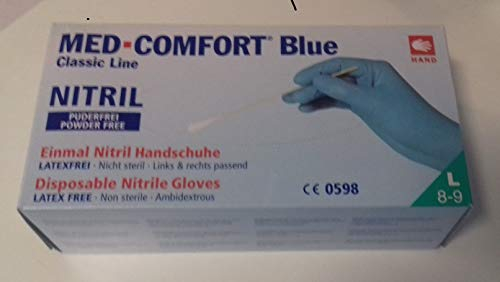 MED-COMFORT® Blue
Classic Line
HAND
NITRIL
PUDERFREI
POWDER FREE
Einmal Nitril Handschuhe
LATEXFREI · Nicht steril · Links & rechts passend
Disposable Nitrile Gloves
LATEX FREE · Non sterile · Ambidextrous
CE 0598
L
8-9